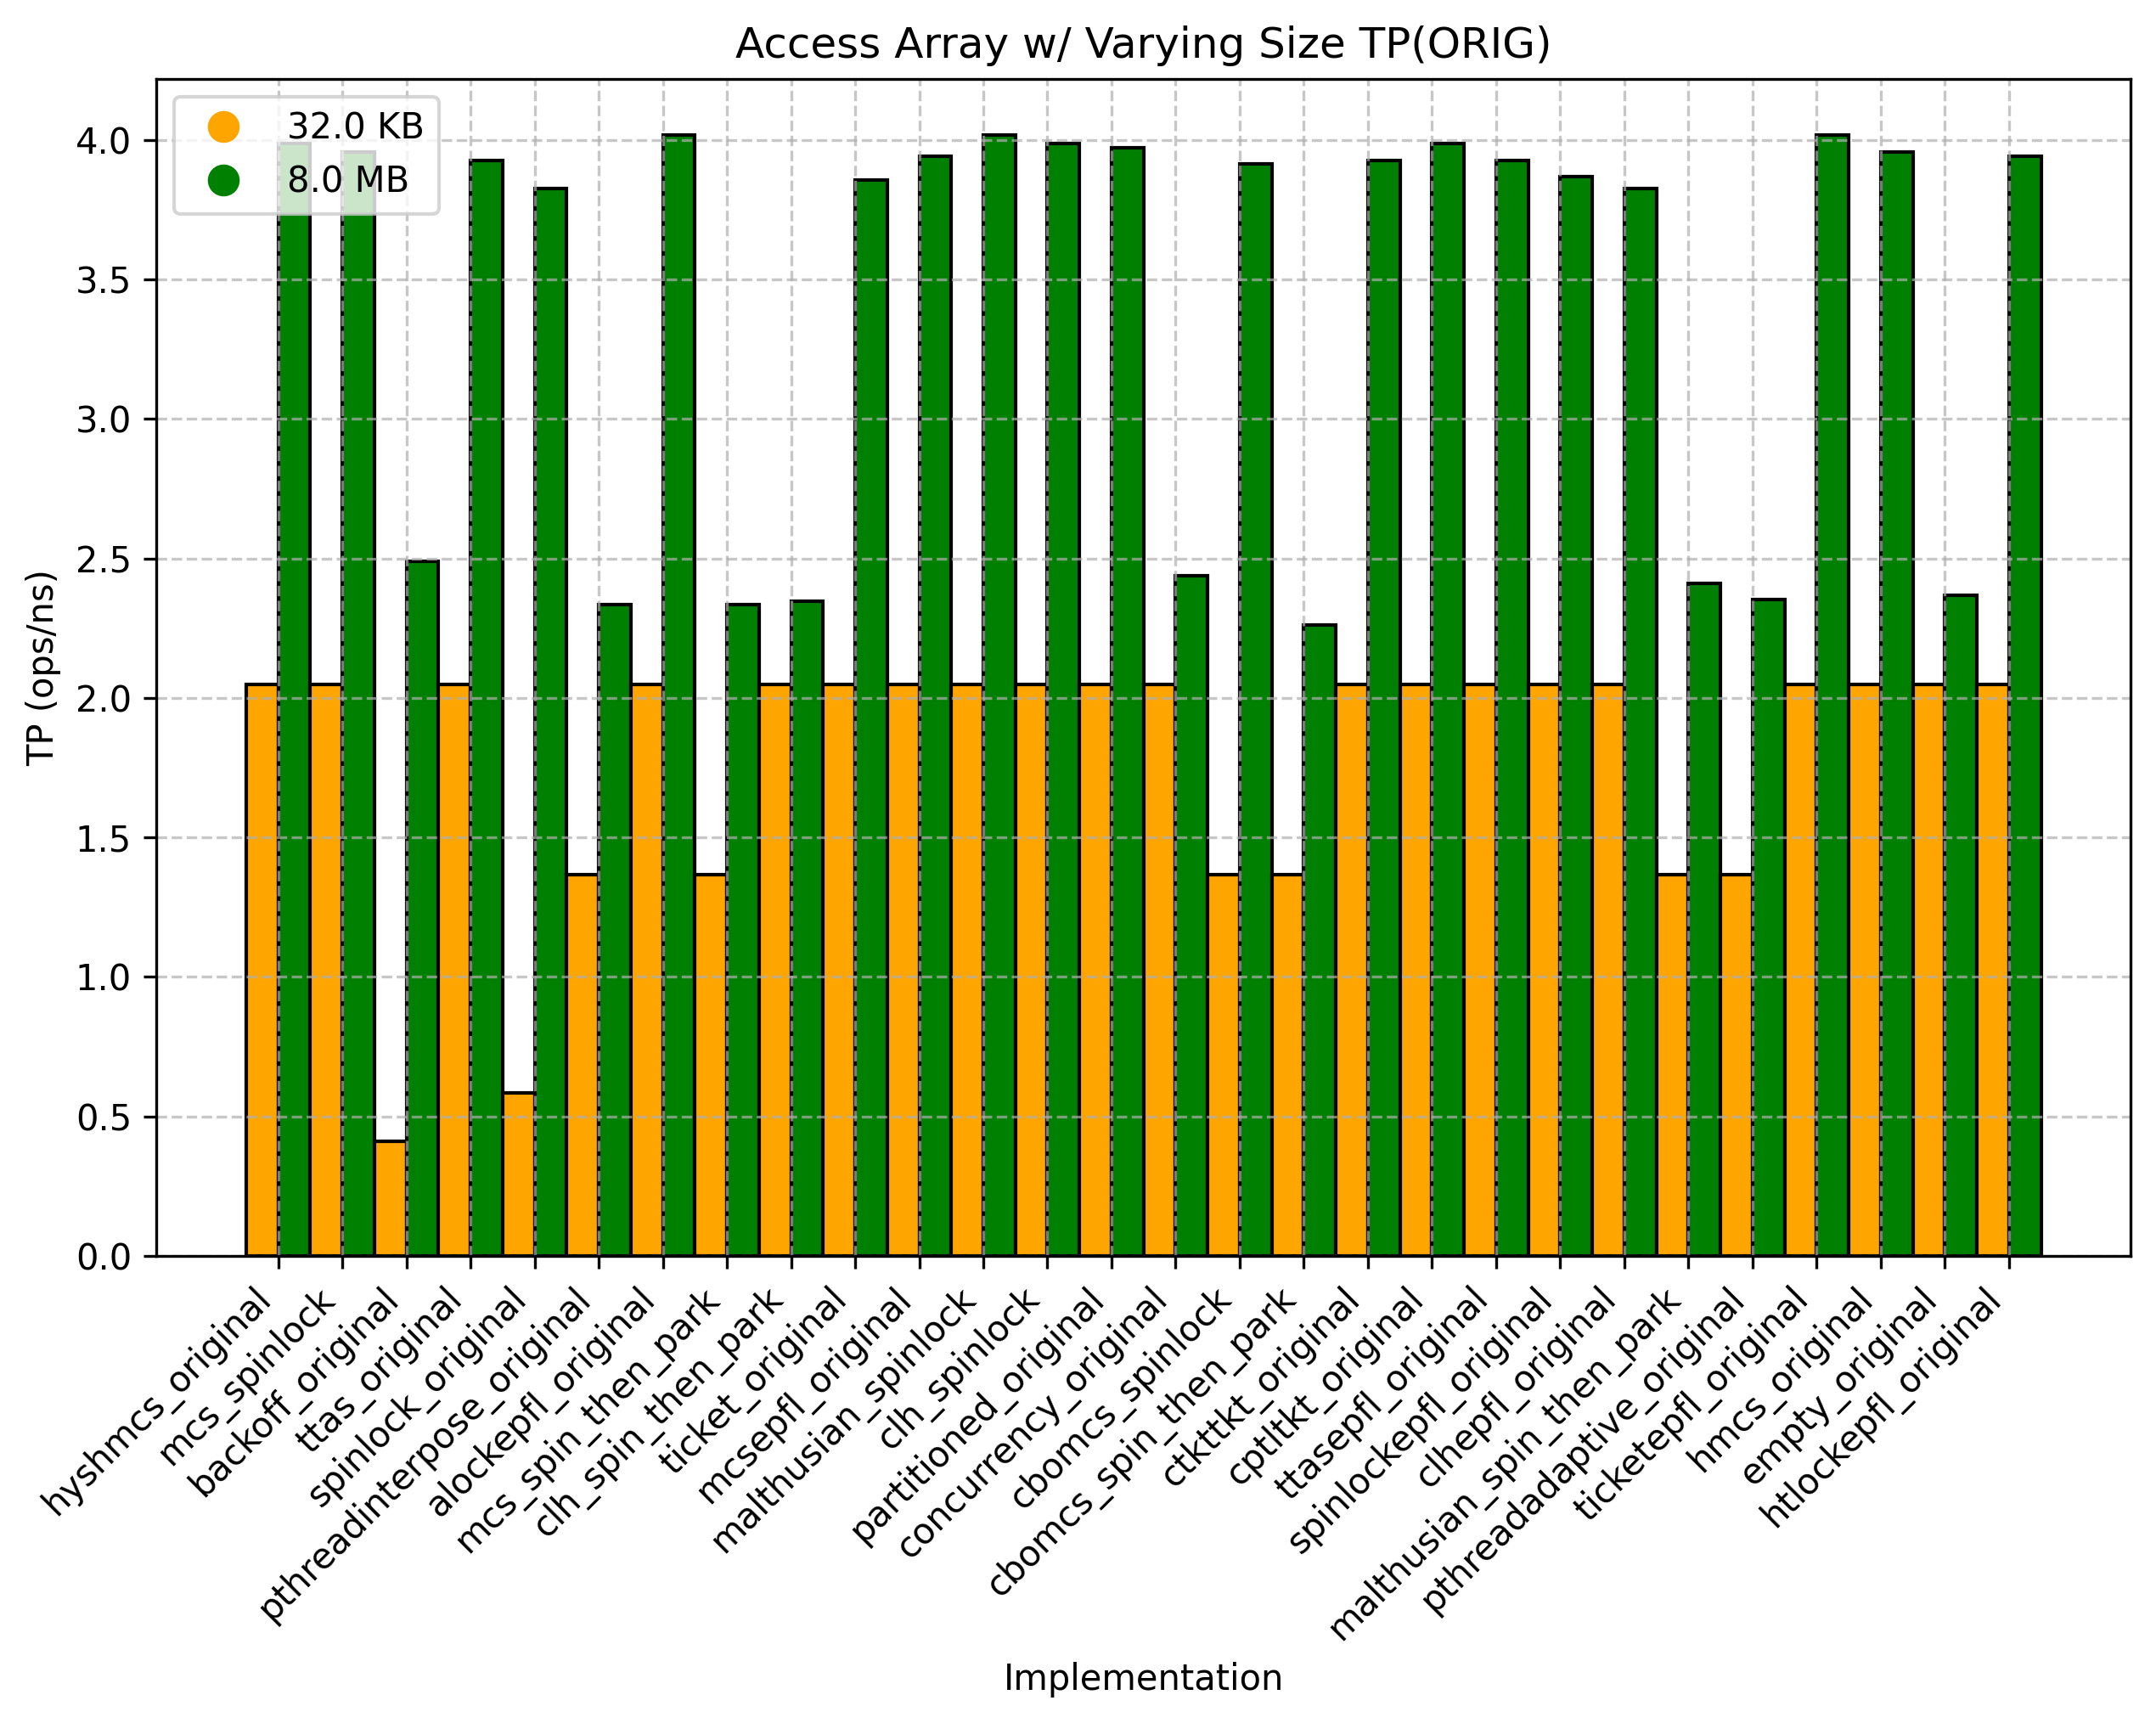 Access Array w/ Varying Size TP(ORIG)
32.0 KB
8.0 MB
TP (ops/ns)
4.0
3.5
3.0
2.5
2.0
1.5
1.0
0.5
0.0
hyshmcs_original
mcs_spinlock
backoff_original
ttas_original
spinlock_original
pthreadinterpose_original
alockepfl_original
mcs_spin_then_park
clh_spin_then_park
ticket_original
mcsepfl_original
malthusian_spinlock
clh_spinlock
partitioned_original
concurrency_original
cbomcs_spinlock
cbomcs_spin_then_park
ctkttkt_original
cptltkt_original
ttasepfl_original
spinlockepfl_original
clhepfl_original
malthusian_spin_then_park
pthreadadaptive_original
ticketepfl_original
hmcs_original
empty_original
htlockepfl_original
Implementation